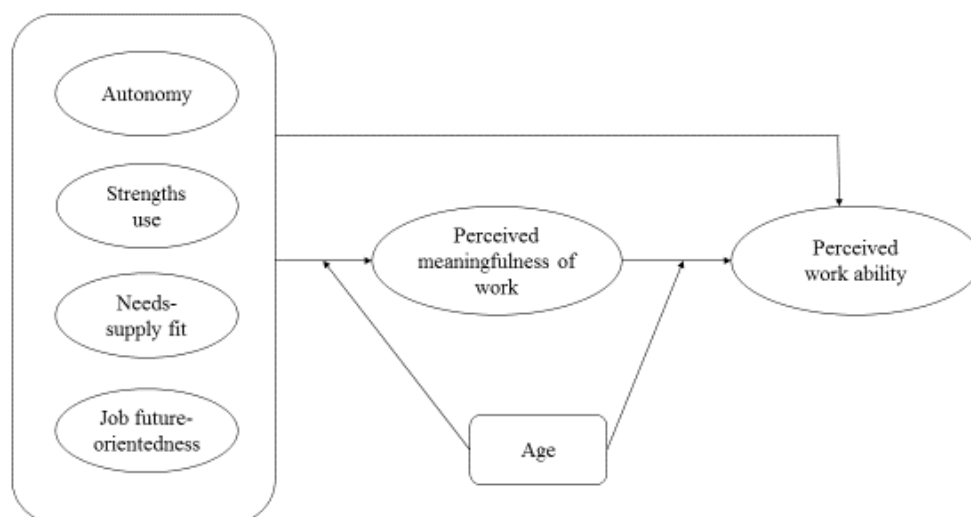 Autonomy
Strengths
use
Needs-
supply fit
Job future-
orientedness
Perceived
meaningfulness of
work
Perceived
work ability
Age